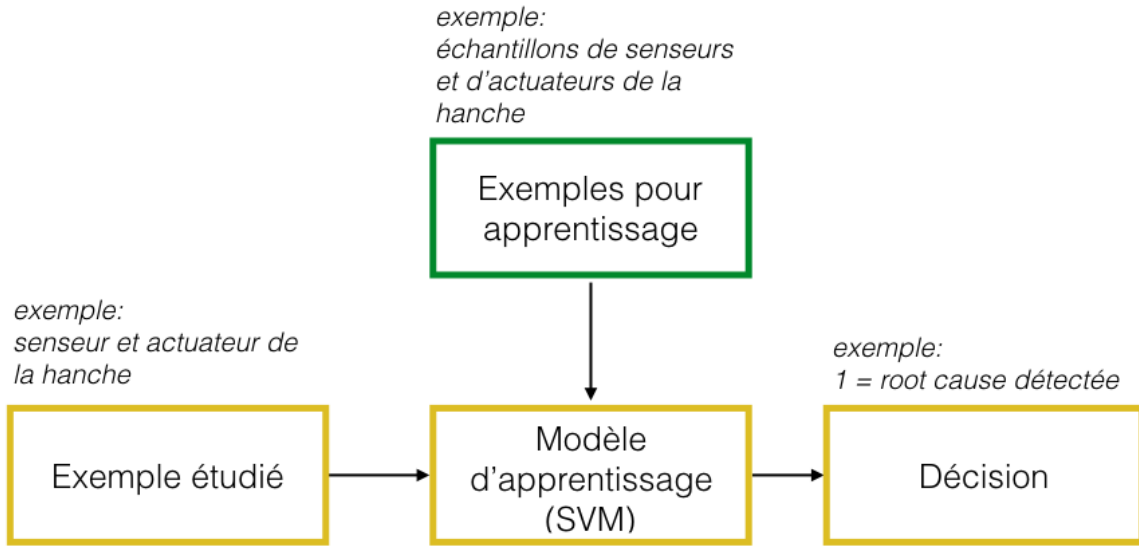 exemple:
échantillons de senseurs
et d'actuateurs de la
hanche
Exemples pour
apprentissage
exemple:
senseur et actuateur de
la hanche
exemple:
1 = root cause détectée
Exemple étudié
Modèle
d'apprentissage
(SVM)
Décision